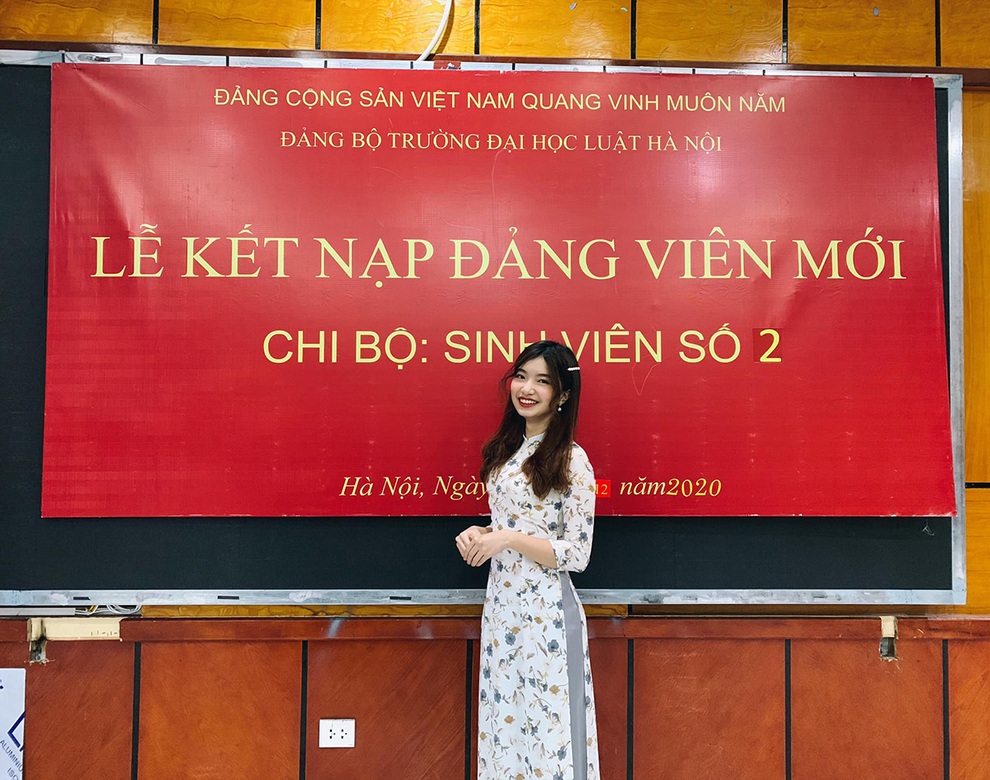 ĐẢNG CỘNG SẢN VIỆT NAM QUANG VINH MUÔN NĂM
ĐẢNG BỘ TRƯỜNG ĐẠI HỌC LUẬT HÀ NỘI
LỄ KẾT NẠP ĐẢNG VIÊN MỚI
CHI BỘ: SINH VIÊN SỐ 2
Hà Nội, Ngày 12 năm2020